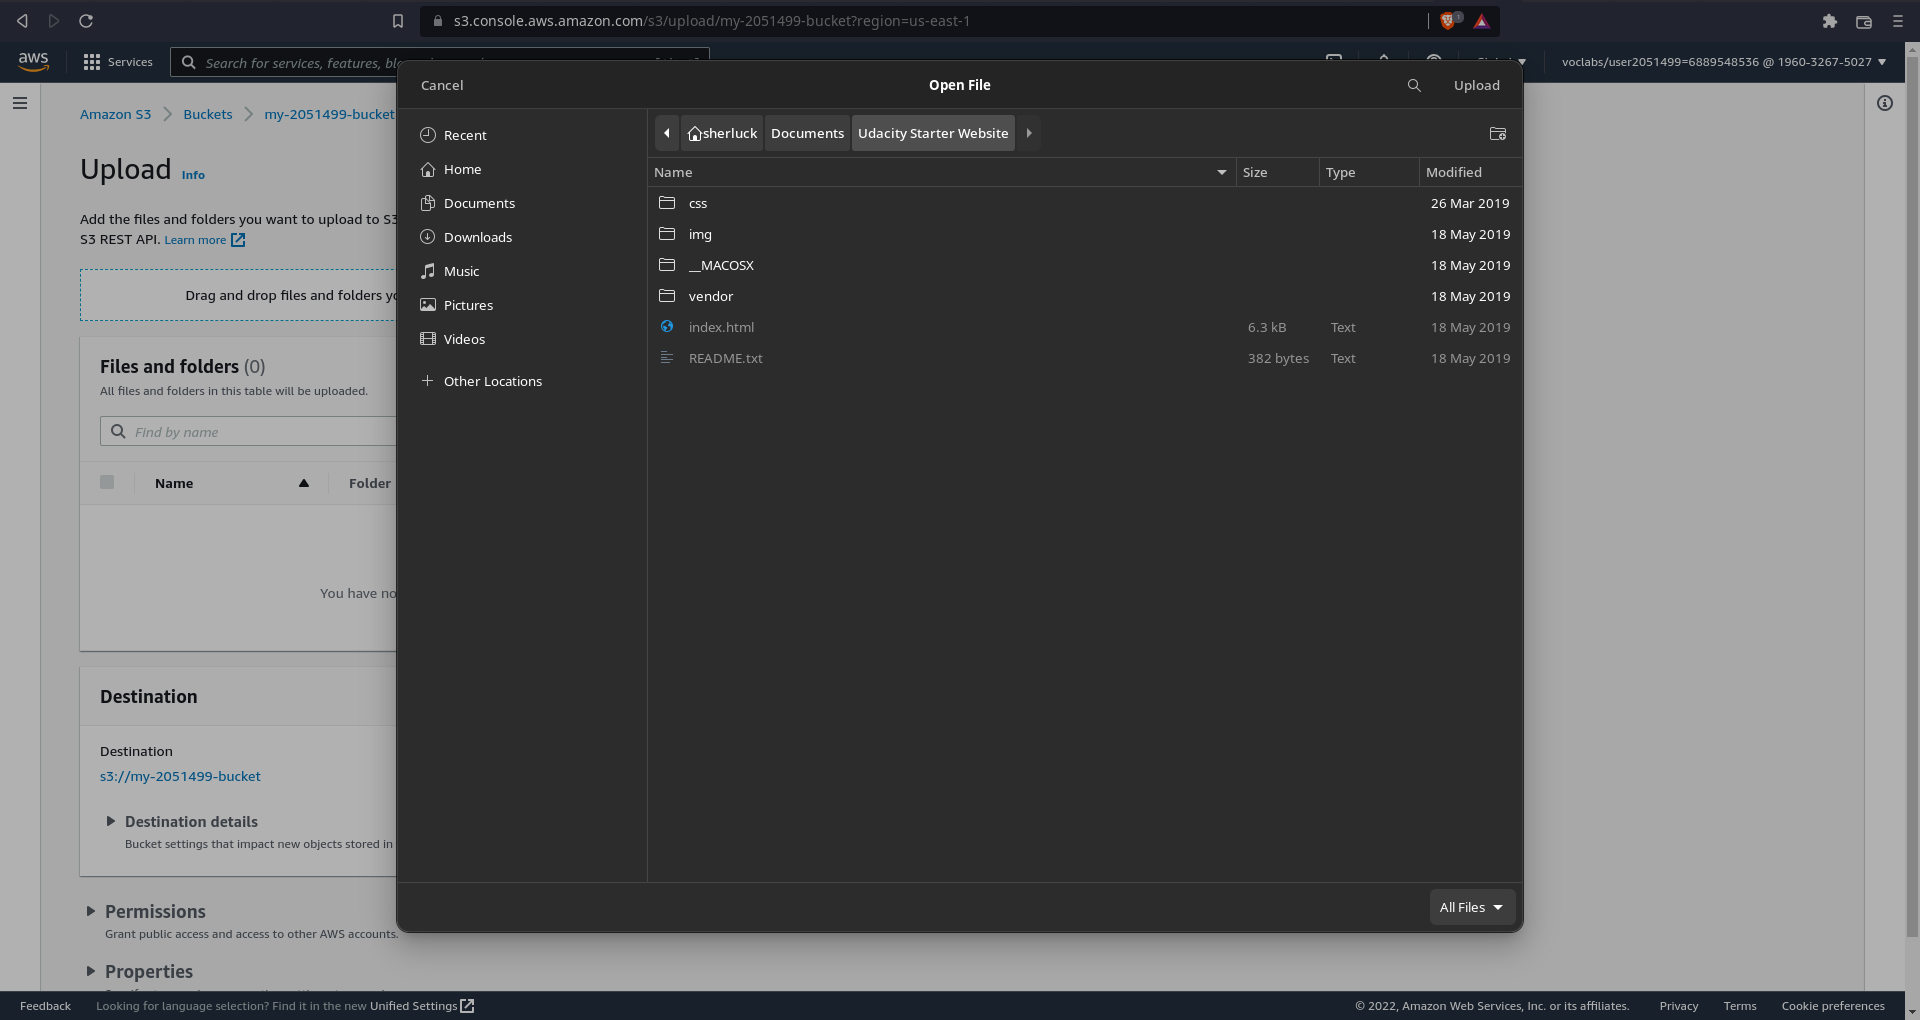 s3.console.aws.amazon.com/s3/upload/my-2051499-bucket?region=us-east-1
1
aws
Services
Search for services, features, blo
voclabs/user2051499=6889548536 @ 1960-3267-5027
Amazon S3
Buckets
my-2051499-bucket
Upload
Info
Add the files and folders you want to upload to S3
S3 REST API. Learn more
Drag and drop files and folders yo
Files and folders (0)
All files and folders in this table will be uploaded.
Find by name
Name
Folder
You have no
Destination
Destination
s3://my-2051499-bucket
Destination details
Bucket settings that impact new objects stored in
Permissions
Grant public access and access to other AWS accounts.
Properties
Cancel
Open File
Upload
Recent
Home
Documents
Downloads
Music
Pictures
Videos
Other Locations
sherluck
Documents
Udacity Starter Website
Name
Size
Type
Modified
css 26 Mar 2019
img 18 May 2019
__MACOSX 18 May 2019
vendor 18 May 2019
index.html 6.3 kB Text 18 May 2019
README.txt 382 bytes Text 18 May 2019
All Files
Feedback
Looking for language selection? Find it in the new Unified Settings
© 2022, Amazon Web Services, Inc. or its affiliates.
Privacy
Terms
Cookie preferences